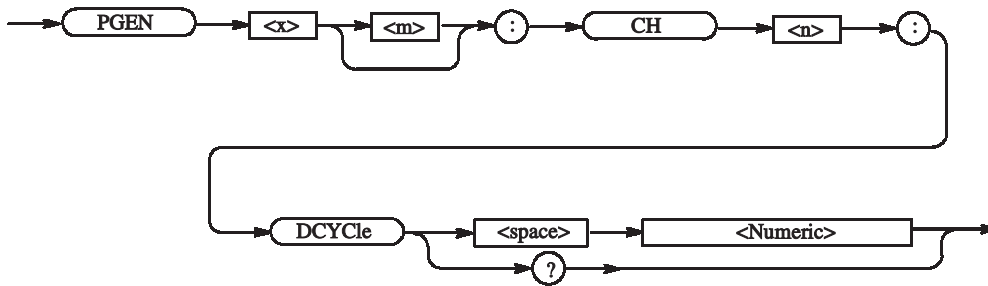 PGEN <x> <m> : CH <n> :
DCYCle <space> <Numeric>
?